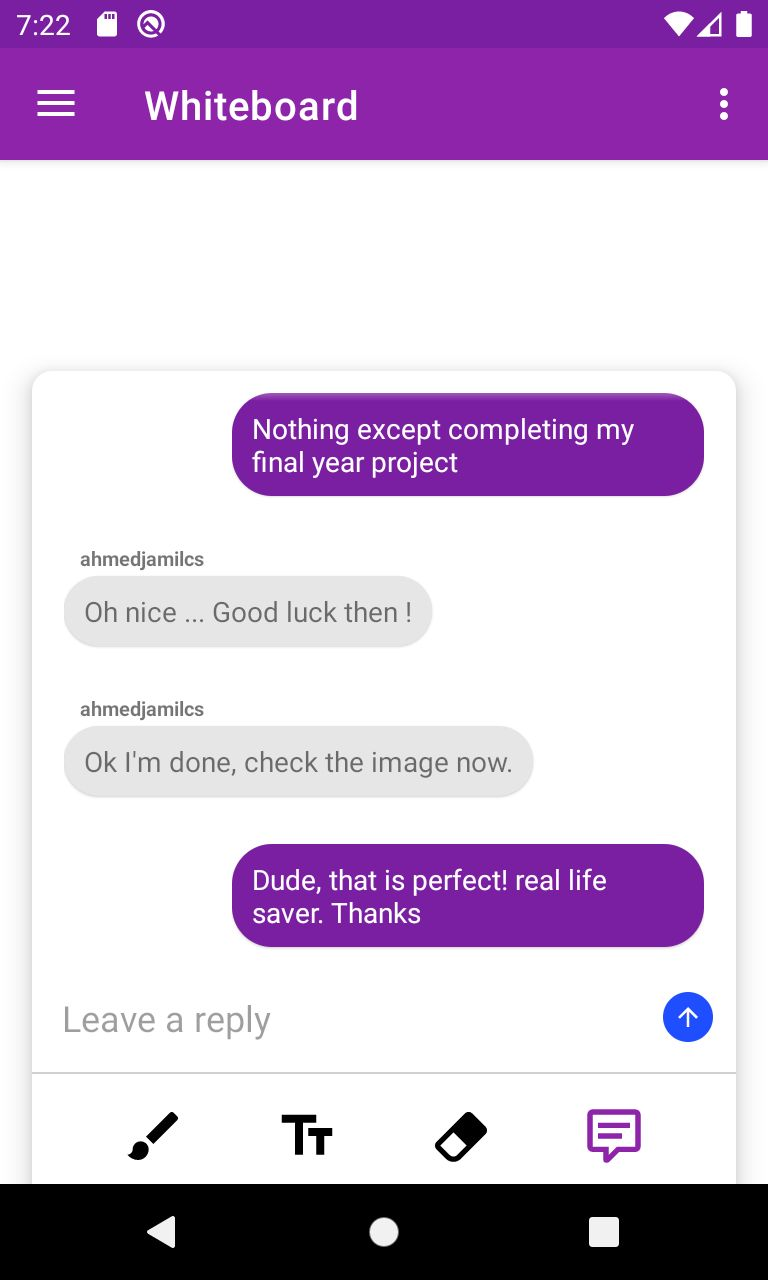 7:22
Whiteboard
Nothing except completing my
final year project
ahmedjamilcs
Oh nice ... Good luck then !
ahmedjamilcs
Ok I'm done, check the image now.
Dude, that is perfect! real life
saver. Thanks
Leave a reply
TT